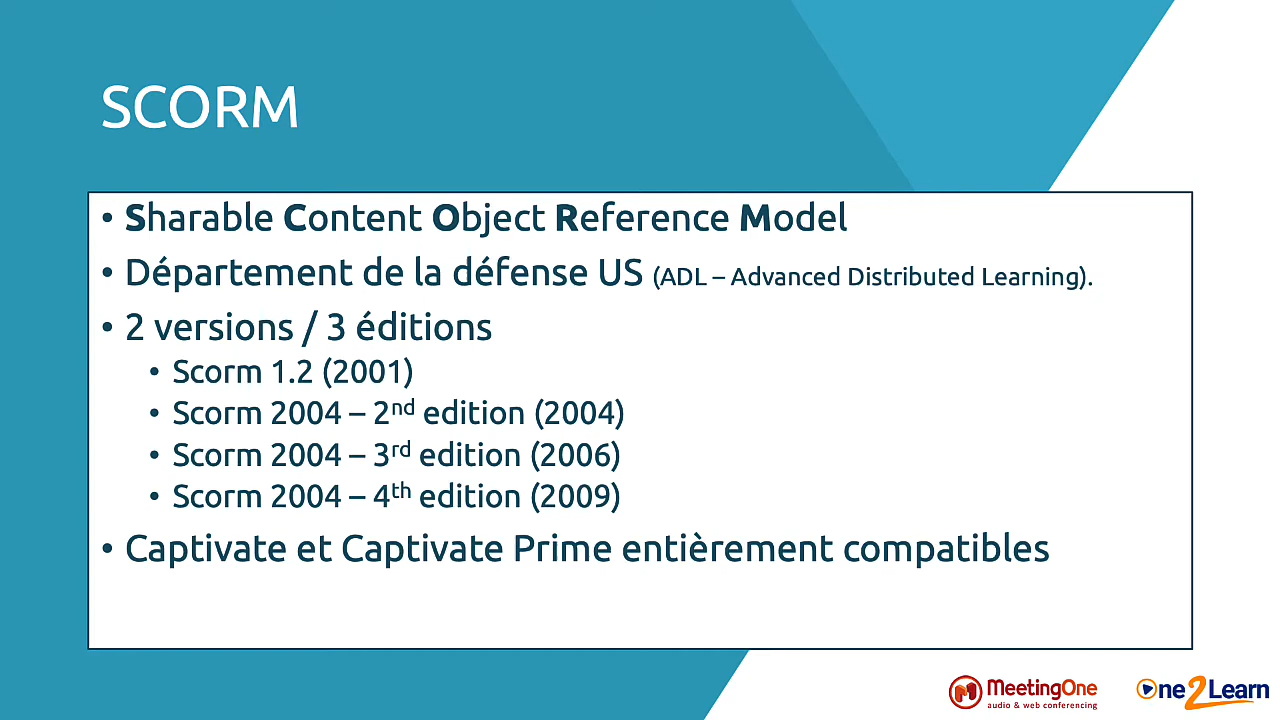 SCORM
• Sharable Content Object Reference Model
• Département de la défense US (ADL – Advanced Distributed Learning).
• 2 versions / 3 éditions
• Scorm 1.2 (2001)
• Scorm 2004 – 2nd edition (2004)
• Scorm 2004 – 3rd edition (2006)
• Scorm 2004 – 4th edition (2009)
• Captivate et Captivate Prime entièrement compatibles
MeetingOne
audio & web conferencing
One2Learn